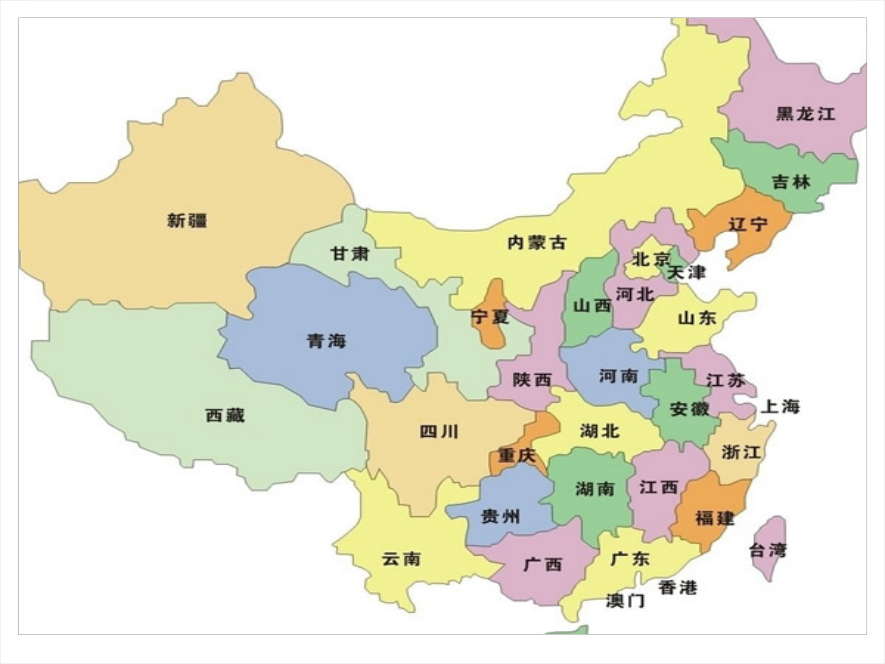 黑龙江
吉林
辽宁
新疆
内蒙古
甘肃
北京
天津
河北
山西
宁夏
山东
青海
陕西
河南
江苏
西藏
安徽
上海
四川
湖北
重庆
浙江
湖南
江西
贵州
福建
台湾
云南
广西
广东
香港
澳门